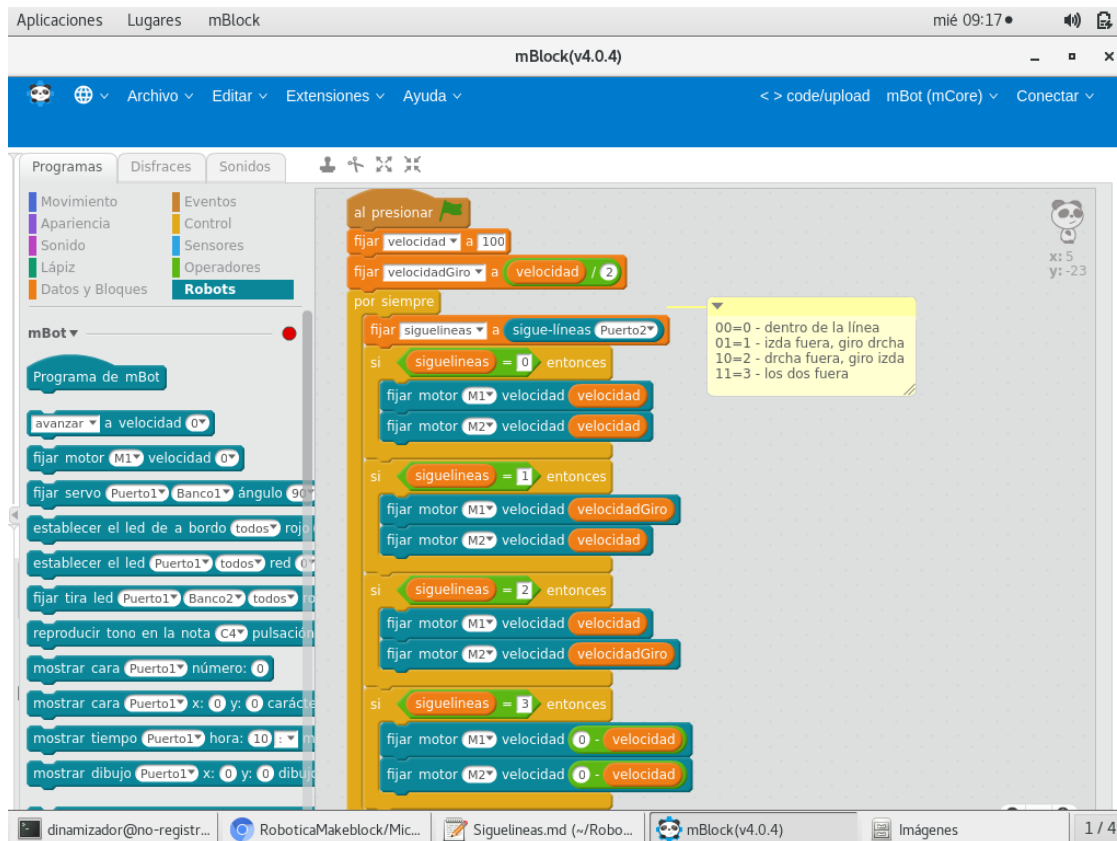 Aplicaciones Lugares mBlock mié 09:17
mBlock(v4.0.4)
Archivo Editar Extensiones Ayuda < > code/upload mBot (mCore) Conectar
Programas Disfraces Sonidos
Movimiento Eventos
Apariencia Control
Sonido Sensores
Lápiz Operadores
Datos y Bloques Robots
mBot
Programa de mBot
avanzar a velocidad 0
fijar motor M1 velocidad 0
fijar servo Puerto1 Banco1 ángulo 90
establecer el led de a bordo todos rojo
establecer el led Puerto1 todos red 0
fijar tira led Puerto1 Banco2 todos
reproducir tono en la nota C4 pulsación
mostrar cara Puerto1 número: 0
mostrar cara Puerto1 x: 0 y: 0
mostrar tiempo Puerto1 hora: 10 :
mostrar dibujo Puerto1 x: 0 y: 0
al presionar
fijar velocidad a 100
fijar velocidadGiro a velocidad / 2
por siempre
fijar siguelineas a sigue-líneas Puerto2
si siguelineas = 0 entonces
fijar motor M1 velocidad velocidad
fijar motor M2 velocidad velocidad
si siguelineas = 1 entonces
fijar motor M1 velocidad velocidadGiro
fijar motor M2 velocidad velocidad
si siguelineas = 2 entonces
fijar motor M1 velocidad velocidad
fijar motor M2 velocidad velocidadGiro
si siguelineas = 3 entonces
fijar motor M1 velocidad 0 - velocidad
fijar motor M2 velocidad 0 - velocidad
00=0 - dentro de la línea
01=1 - izda fuera, giro drcha
10=2 - drcha fuera, giro izda
11=3 - los dos fuera
x: 5
y: -23
dinamizador@no-registr... RoboticaMakeblock/Mic... Siguelineas.md (~/Robo... mBlock(v4.0.4) Imágenes 1 / 4